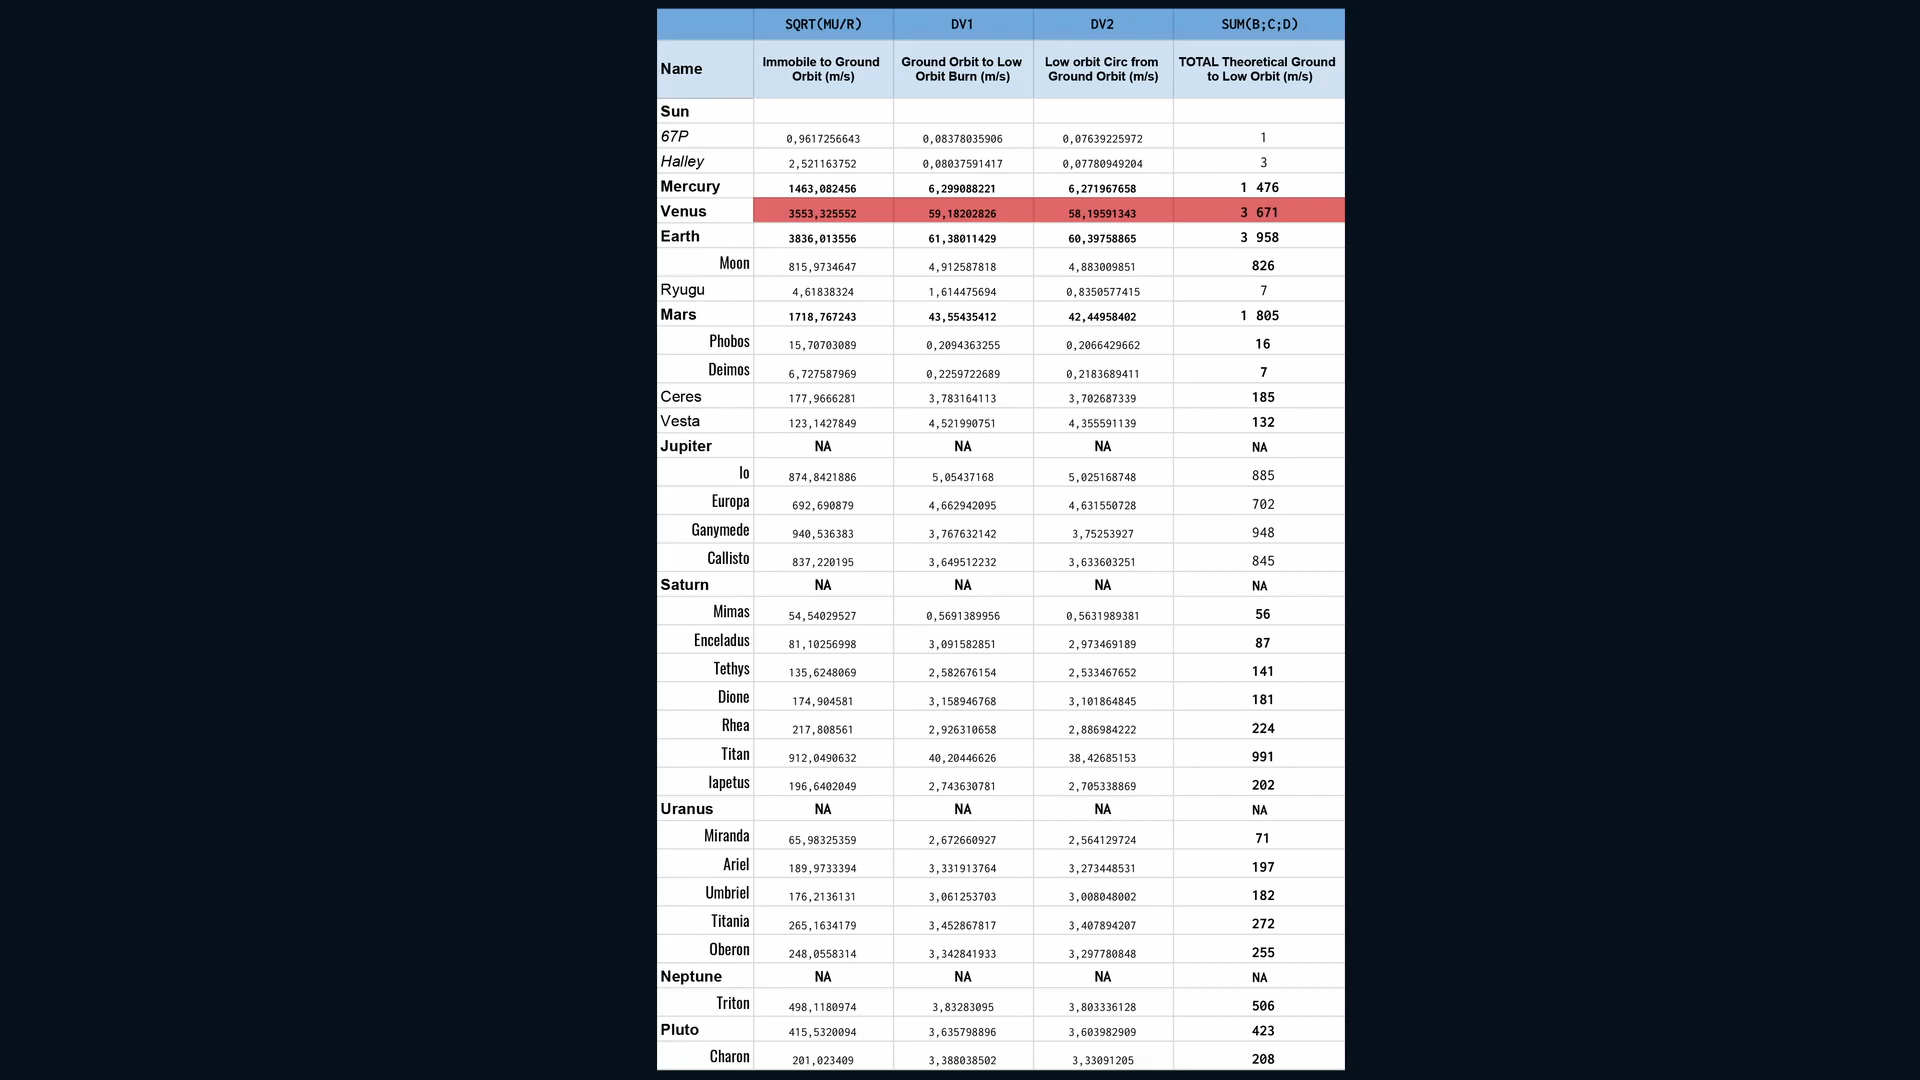 SQRT(MU/R) DV1 DV2 SUM(B;C;D)
Name Immobile to Ground Orbit (m/s) Ground Orbit to Low Orbit Burn (m/s) Low orbit Circ from Ground Orbit (m/s) TOTAL Theoretical Ground to Low Orbit (m/s)
Sun
67P 0,9617256643 0,08378035906 0,07639225972 1
Halley 2,521163752 0,08037591417 0,07780949204 3
Mercury 1463,082456 6,299088221 6,271967658 1 476
Venus 3553,325552 59,18202826 58,19591343 3 671
Earth 3836,013556 61,38011429 60,39758865 3 958
Moon 815,9734647 4,912587818 4,883009851 826
Ryugu 4,61838324 1,614475694 0,8350577415 7
Mars 1718,767243 43,55435412 42,44958402 1 805
Phobos 15,70703089 0,2094363255 0,2066429662 16
Deimos 6,727587969 0,2259722689 0,2183689411 7
Ceres 177,9666281 3,783164113 3,702687339 185
Vesta 123,1427849 4,521990751 4,355591139 132
Jupiter NA NA NA NA
Io 874,8421886 5,05437168 5,025168748 885
Europa 692,690879 4,662942095 4,631550728 702
Ganymede 940,536383 3,767632142 3,75253927 948
Callisto 837,220195 3,649512232 3,633603251 845
Saturn NA NA NA NA
Mimas 54,54029527 0,5691389956 0,5631989381 56
Enceladus 81,10256998 3,091582851 2,973469189 87
Tethys 135,6248069 2,582676154 2,533467652 141
Dione 174,904581 3,158946768 3,101864845 181
Rhea 217,808561 2,926310658 2,886984222 224
Titan 912,0490632 40,20446626 38,42685153 991
Iapetus 196,6402049 2,743630781 2,705338869 202
Uranus NA NA NA NA
Miranda 65,98325359 2,672660927 2,564129724 71
Ariel 189,9733394 3,331913764 3,273448531 197
Umbriel 176,2136131 3,061253703 3,008048002 182
Titania 265,1634179 3,452867817 3,407894207 272
Oberon 248,0558314 3,342841933 3,297780848 255
Neptune NA NA NA NA
Triton 498,1180974 3,83283095 3,803336128 506
Pluto 415,5320094 3,635798896 3,603982909 423
Charon 201,023409 3,388038502 3,33091205 208